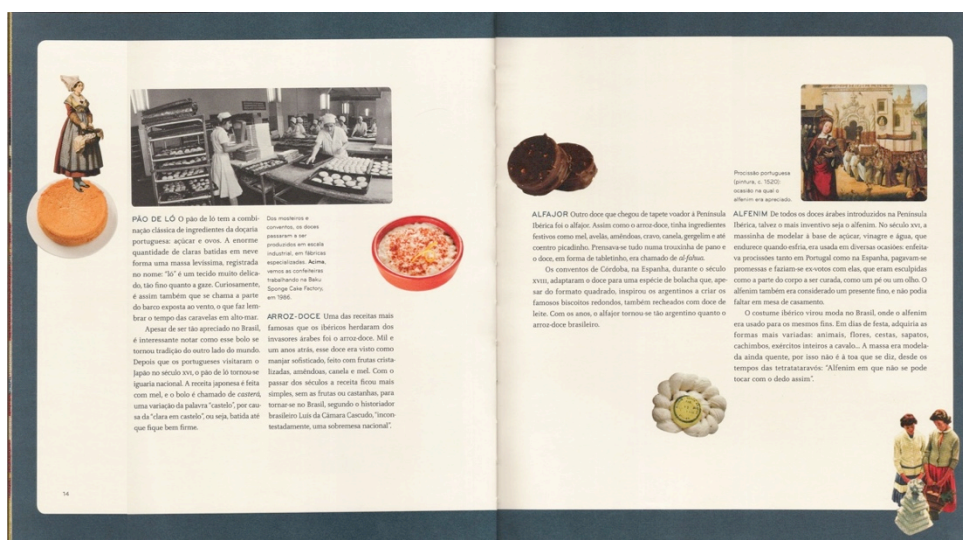 PÃO DE LÓ O pão de ló tem a combi-
nação clássica de ingredientes da doçaria
portuguesa: açúcar e ovos. A enorme
quantidade de claras batidas em neve
forma uma massa levíssima, registrada
no nome: "ló" é um tecido muito delica-
do, tão fino quanto a gaze. Curiosamente,
é assim também que se chama a parte
do barco exposta ao vento, o que faz lem-
brar o tempo das caravelas em alto-mar.
Apesar de ser tão apreciado no Brasil,
é interessante notar como esse bolo se
tornou tradição do outro lado do mundo.
Depois que os portugueses visitaram o
Japão no século XVI, o pão de ló tornou-se
iguaria nacional. A receita japonesa é feita
com mel, e o bolo é chamado de casterá,
uma variação da palavra "castelo", por cau-
sa da "clara em castelo", ou seja, batida até
que fique bem firme.
14
Dos mosteiros e
conventos, os doces
passaram a ser
produzidos em escala
industrial, em fábricas
especializadas. Acima,
vemos as confeiteiras
trabalhando na Baku
Sponge Cake Factory,
em 1986.
ARROZ-DOCE Uma das receitas mais
famosas que os ibéricos herdaram dos
invasores árabes foi o arroz-doce. Mil e
um anos atrás, esse doce era visto como
manjar sofisticado, feito com frutas crista-
lizadas, amêndoas, canela e mel. Com o
passar dos séculos a receita ficou mais
simples, sem as frutas ou castanhas, para
tornar-se no Brasil, segundo o historiador
brasileiro Luís da Câmara Cascudo, "incon-
testadamente, uma sobremesa nacional".
ALFAJOR Outro doce que chegou de tapete voador à Península
Ibérica foi o alfajor. Assim como o arroz-doce, tinha ingredientes
festivos como mel, avelãs, amêndoas, cravo, canela, gergelim e até
coentro picadinho. Prensava-se tudo numa trouxinha de pano e
o doce, em forma de tabletinho, era chamado de al-fahua.
Os conventos de Córdoba, na Espanha, durante o século
XVIII, adaptaram o doce para uma espécie de bolacha que, ape-
sar do formato quadrado, inspirou os argentinos a criar os
famosos biscoitos redondos, também recheados com doce de
leite. Com os anos, o alfajor tornou-se tão argentino quanto o
arroz-doce brasileiro.
Procissão portuguesa
(pintura, c. 1520):
ocasião na qual o
alfenim era apreciado.
ALFENIM De todos os doces árabes introduzidos na Península
Ibérica, talvez o mais inventivo seja o alfenim. No século XVI, a
massinha de modelar à base de açúcar, vinagre e água, que
endurece quando esfria, era usada em diversas ocasiões: enfeita-
va procissões tanto em Portugal como na Espanha, pagavam-se
promessas e faziam-se ex-votos com elas, que eram esculpidas
como a parte do corpo a ser curada, como um pé ou um olho. O
alfenim também era considerado um presente fino, e não podia
faltar em mesa de casamento.
O costume ibérico virou moda no Brasil, onde o alfenim
era usado para os mesmos fins. Em dias de festa, adquiria as
formas mais variadas: animais, flores, cestas, sapatos,
cachimbos, exércitos inteiros a cavalo... A massa era modela-
da ainda quente, por isso não é à toa que se diz, desde os
tempos das tetratataravós: "Alfenim em que não se pode
tocar com o dedo assim".